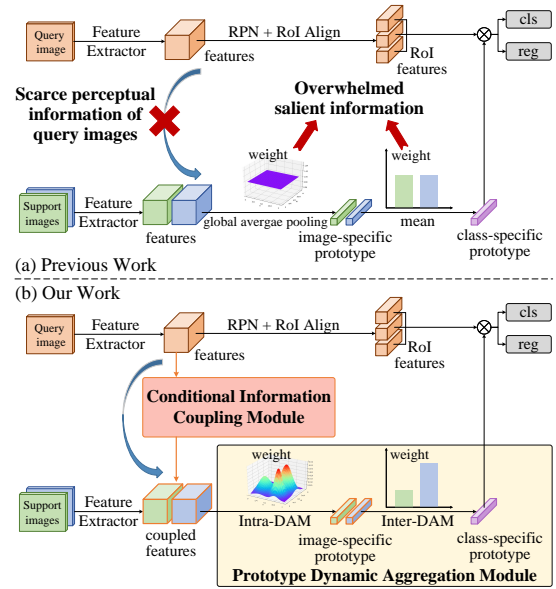 Query
image
Feature
Extractor
features
RPN + RoI Align
RoI
features
cls
reg
Scarce perceptual
information of
query images
Overwhelmed
salient information
weight
weight
Support
images
Feature
Extractor
features
global avergae pooling
image-specific
prototype
mean
class-specific
prototype
(a) Previous Work
(b) Our Work
Query
image
Feature
Extractor
features
RPN + RoI Align
RoI
features
cls
reg
Conditional Information
Coupling Module
weight
weight
Support
images
Feature
Extractor
coupled
features
Intra-DAM
image-specific
prototype
Inter-DAM
class-specific
prototype
Prototype Dynamic Aggregation Module